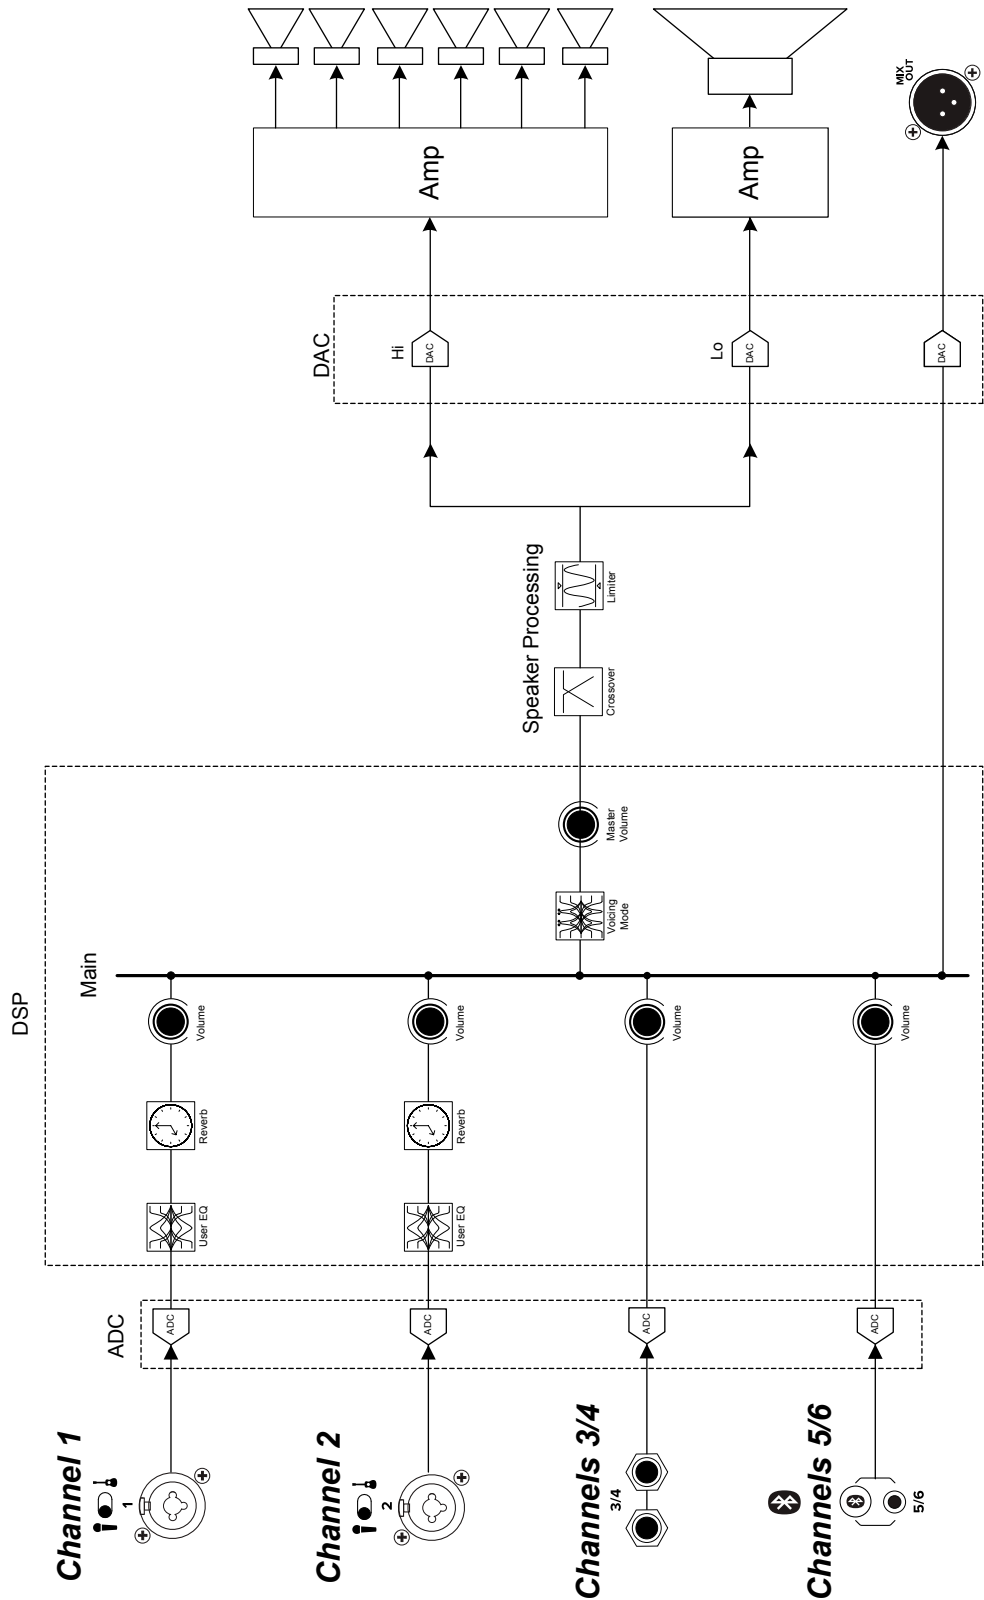 Channel 1
1
ADC
ADC
DSP
User EQ
Reverb
Volume
Main
Channel 2
2
ADC
User EQ
Reverb
Volume
Channels 3/4
3/4
ADC
Volume
Channels 5/6
5/6
ADC
Volume
Voicing
Mode
Master
Volume
Speaker Processing
Crossover
Limiter
DAC
Hi
DAC
Amp
Lo
DAC
Amp
DAC
MIX
OUT